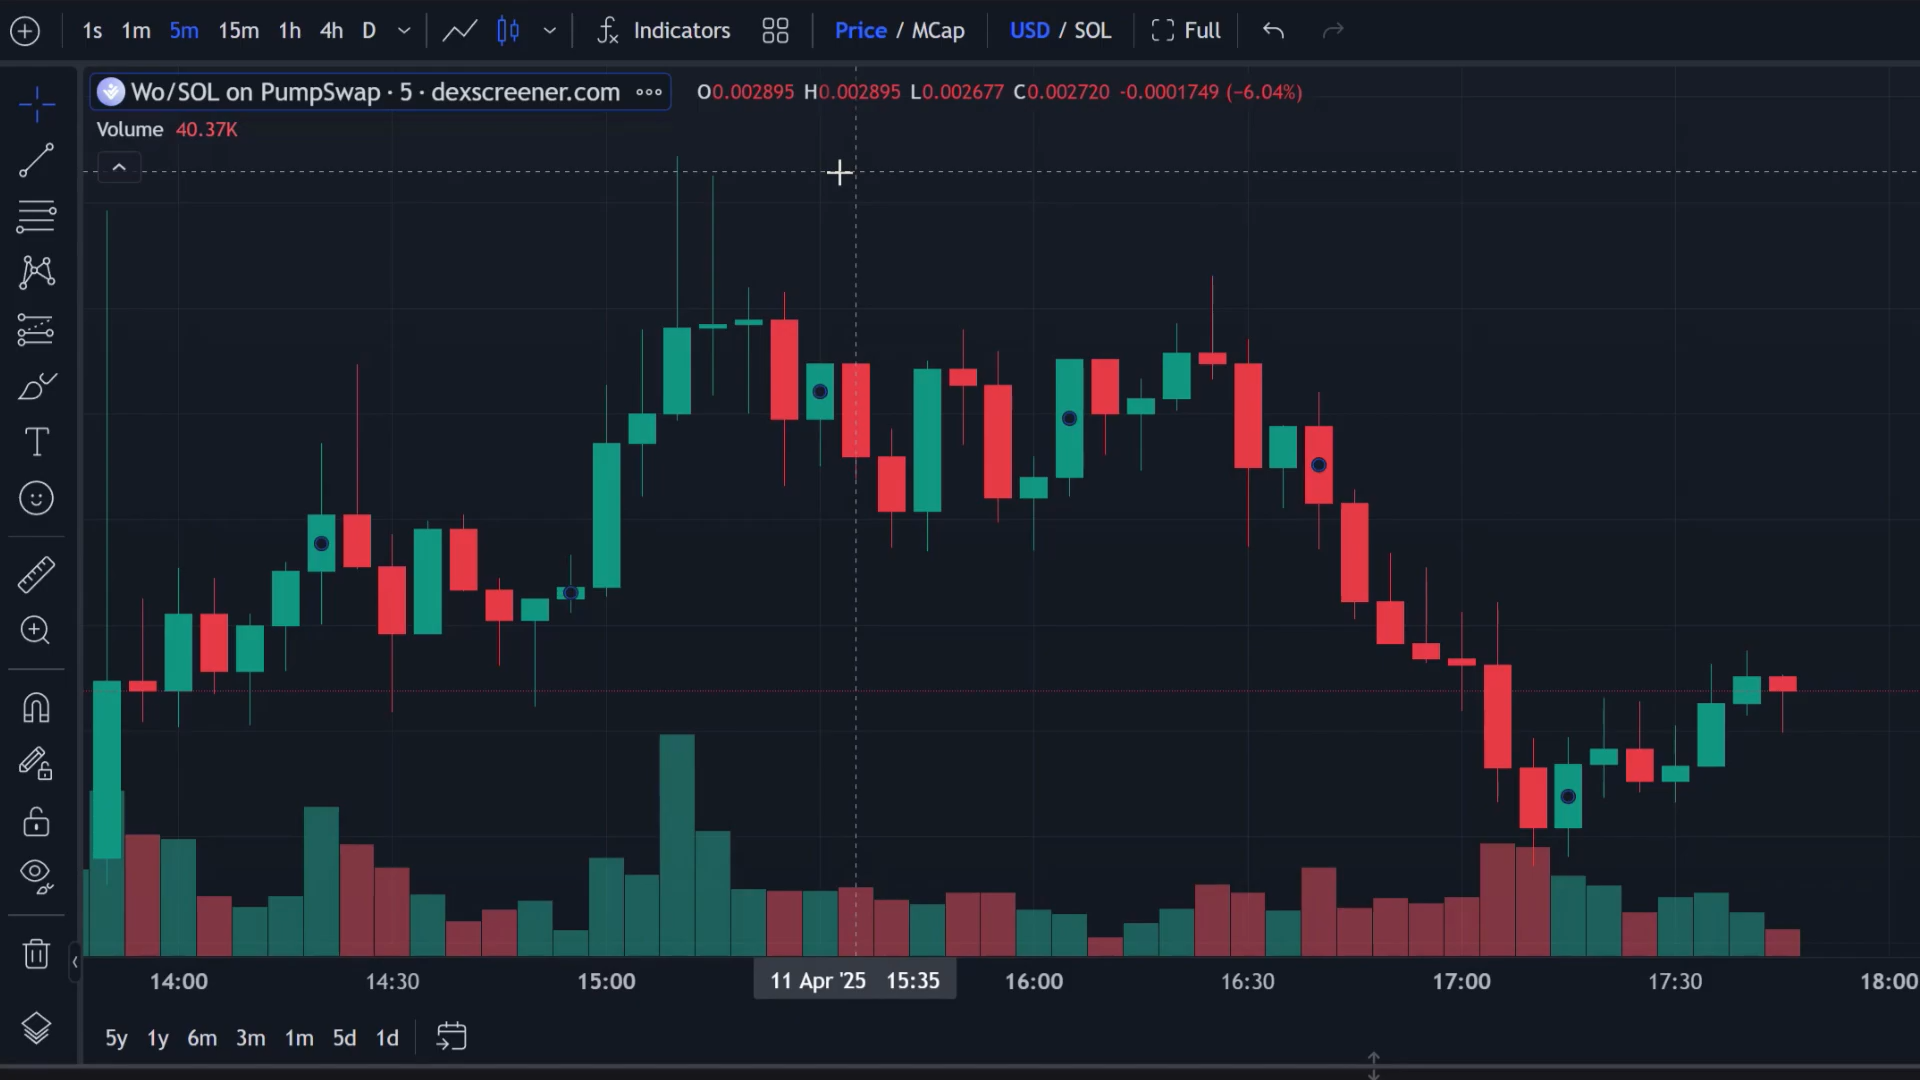 1s 1m 5m 15m 1h 4h D Indicators Price / MCap USD / SOL Full
Wo/SOL on PumpSwap · 5 · dexscreener.com O0.002895 H0.002895 L0.002677 C0.002720 -0.0001749 (−6.04%)
Volume 40.37K
14:00 14:30 15:00 11 Apr '25 15:35 16:00 16:30 17:00 17:30 18:00
5y 1y 6m 3m 1m 5d 1d